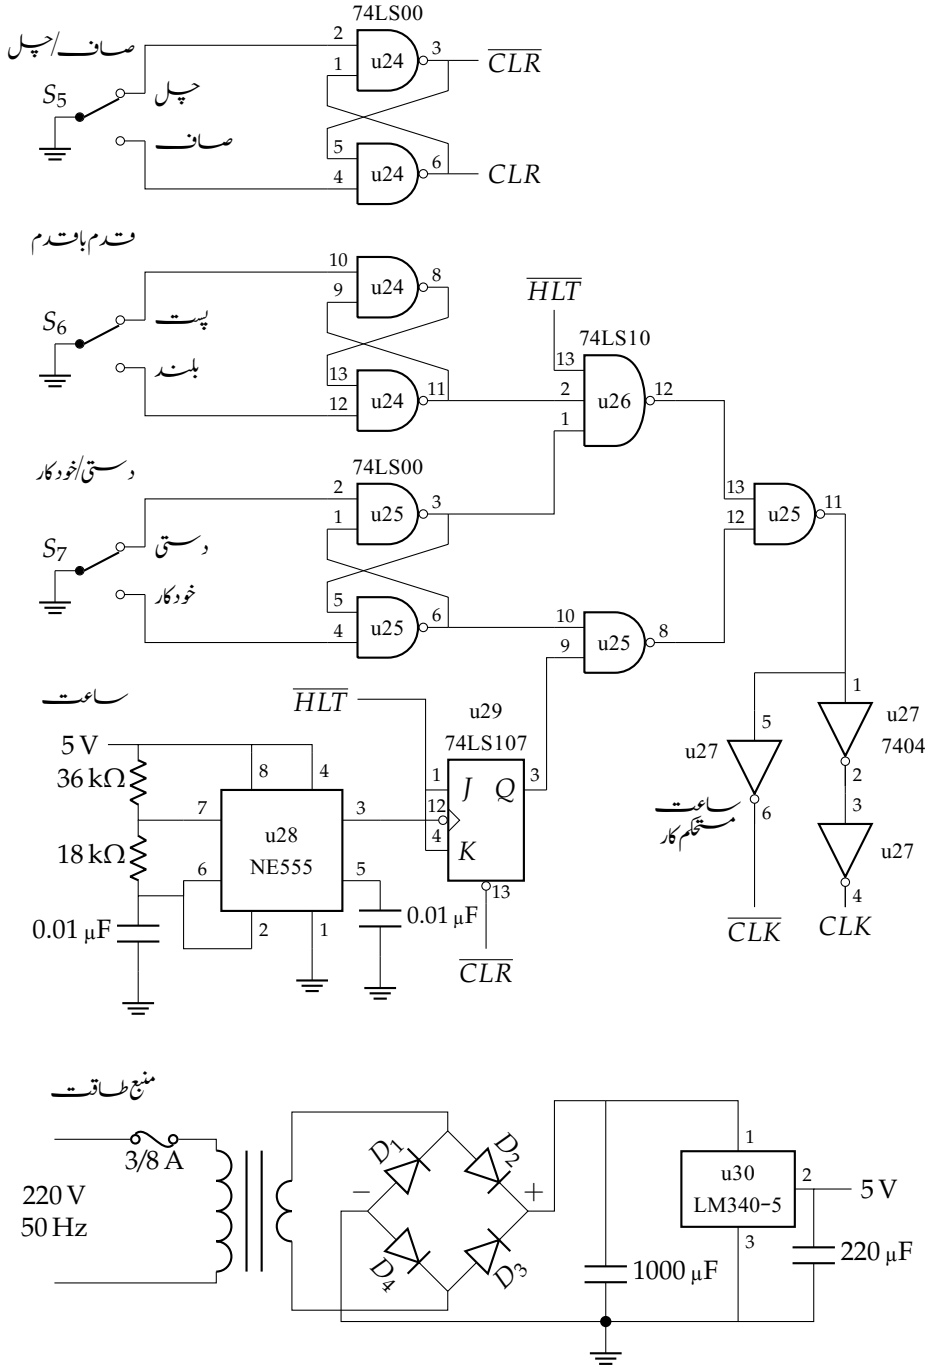 74LS00
صاف/چل
2
3
CLR
u24
1
S5
چل
صاف
5
6
CLR
u24
4
قدم باقدم
10
8
u24
9
HLT
74LS10
S6
پست
بلند
13
13
11
2
12
u26
u24
12
1
دستی/خودکار
74LS00
2
3
13
u25
11
1
12
u25
S7
دستی
خودکار
5
6
10
u25
8
u25
4
9
ساعت
HLT
u29
1
5
u27
5 V
74LS107
u27
7404
36 kΩ
8
4
1
J
Q
3
2
7
3
12
ساعت
6
3
u28
4
مستحکم کار
18 kΩ
NE555
K
u27
6
5
13
4
0.01 µF
2
1
0.01 µF
CLK
CLK
CLR
منبع طاقت
3/8 A
D1
D2
1
220 V
50 Hz
−
+
u30
2
LM340-5
5 V
D4
D3
3
1000 µF
220 µF